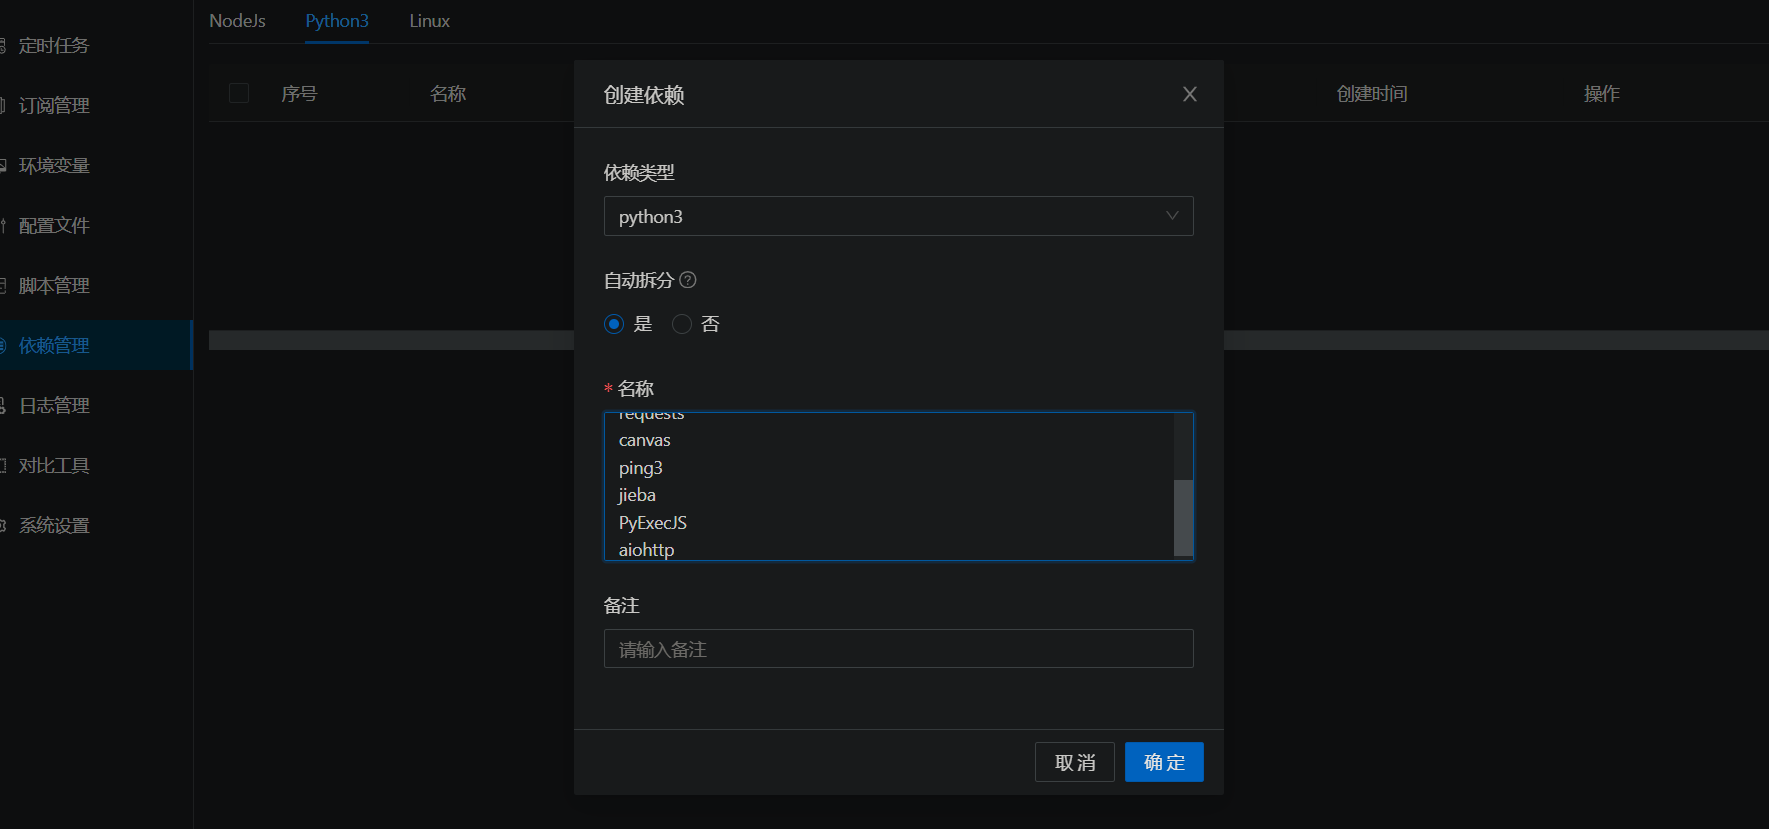 NodeJs Python3 Linux
定时任务
订阅管理
环境变量
配置文件
脚本管理
依赖管理
日志管理
对比工具
系统设置
序号 名称 创建时间 操作
创建依赖
依赖类型
python3
自动拆分
是 否
* 名称
requests
canvas
ping3
jieba
PyExecJS
aiohttp
备注
请输入备注
取消 确定